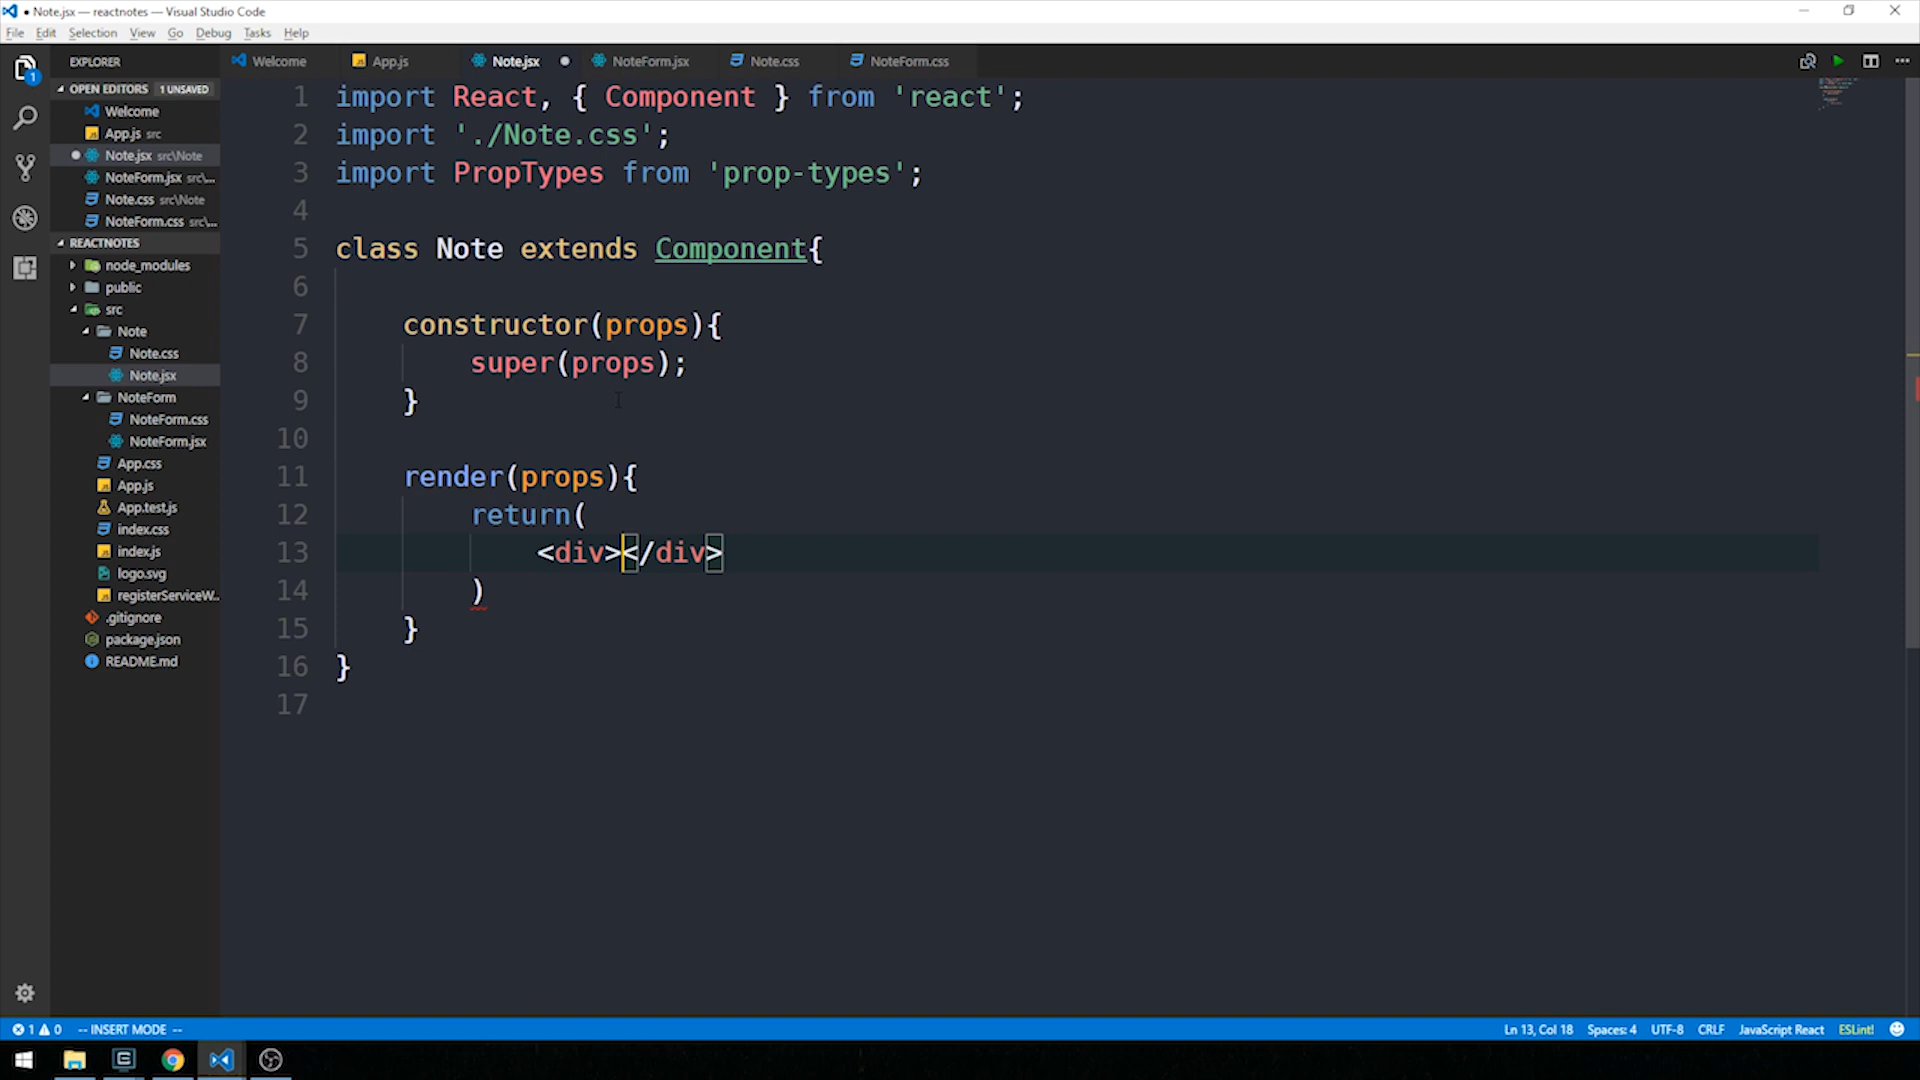 Note.jsx — reactnotes — Visual Studio Code
File Edit Selection View Go Debug Tasks Help
1
EXPLORER
OPEN EDITORS 1 UNSAVED
Welcome
App.js src
Note.jsx src\Note
NoteForm.jsx src\...
Note.css src\Note
NoteForm.css src\...
REACTNOTES
node_modules
public
src
Note
Note.css
Note.jsx
NoteForm
NoteForm.css
NoteForm.jsx
App.css
App.js
App.test.js
index.css
index.js
logo.svg
registerServiceW...
.gitignore
package.json
README.md
Welcome App.js Note.jsx NoteForm.jsx Note.css NoteForm.css
1 import React, { Component } from 'react';
2 import './Note.css';
3 import PropTypes from 'prop-types';
4
5 class Note extends Component{
6
7 constructor(props){
8 super(props);
9 }
10
11 render(props){
12 return(
13 <div></div>
14 )
15 }
16 }
17
1 0 -- INSERT MODE -- Ln 13, Col 18 Spaces: 4 UTF-8 CRLF JavaScript React ESLint!